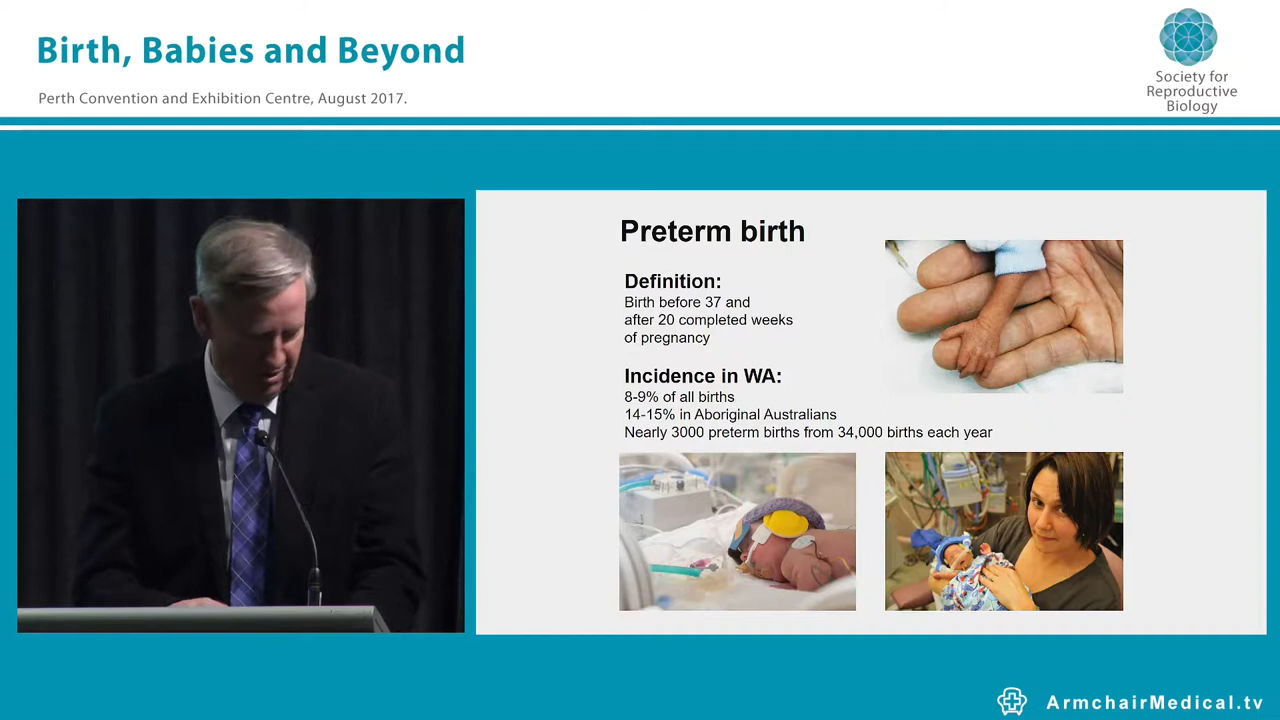 Birth, Babies and Beyond
Perth Convention and Exhibition Centre, August 2017.
Society for
Reproductive
Biology
Preterm birth
Definition:
Birth before 37 and
after 20 completed weeks
of pregnancy
Incidence in WA:
8-9% of all births
14-15% in Aboriginal Australians
Nearly 3000 preterm births from 34,000 births each year
ArmchairMedical.tv